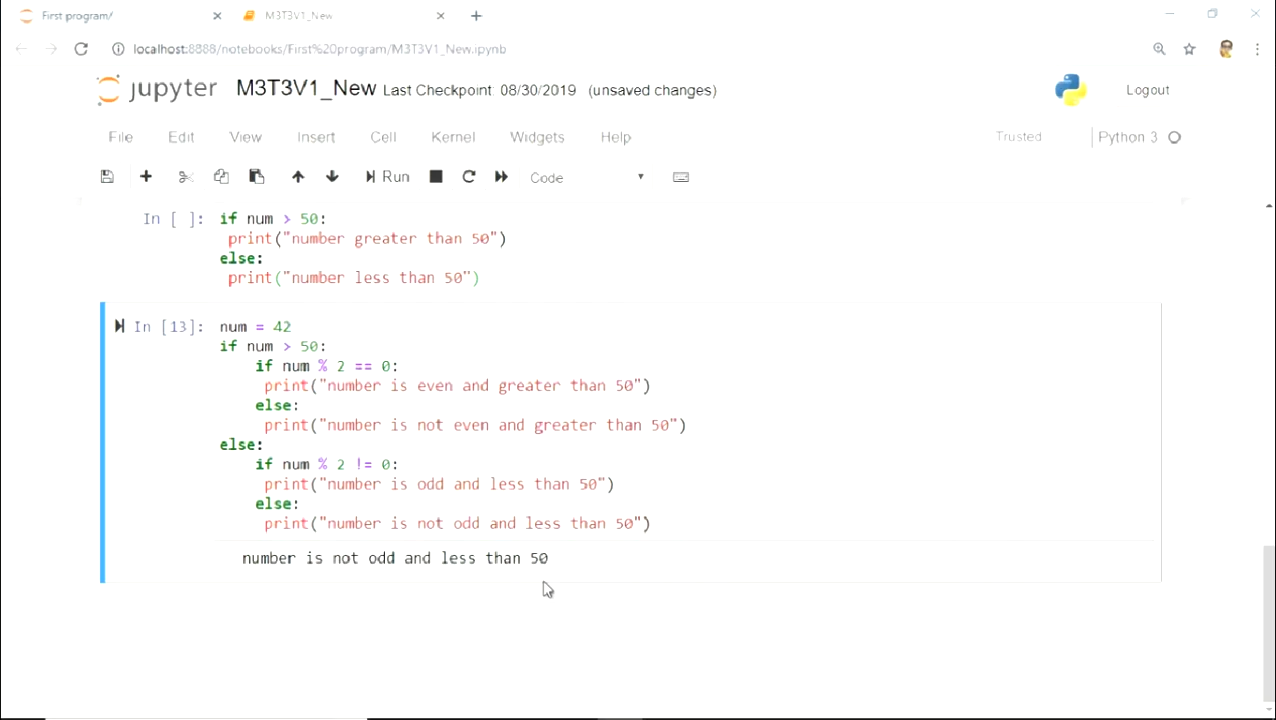 First program/
M3T3V1_New
localhost:8888/notebooks/First%20program/M3T3V1_New.ipynb
jupyter M3T3V1_New Last Checkpoint 08/30/2019 (unsaved changes)
Logout
File Edit View Insert Cell Kernel Widgets Help
Trusted
Python 3
Run
Code
In [ ]: if num > 50:
print("number greater than 50")
else:
print("number less than 50")
In [13]: num = 42
if num > 50:
if num % 2 == 0:
print("number is even and greater than 50")
else:
print("number is not even and greater than 50")
else:
if num % 2 != 0:
print("number is odd and less than 50")
else:
print("number is not odd and less than 50")
number is not odd and less than 50